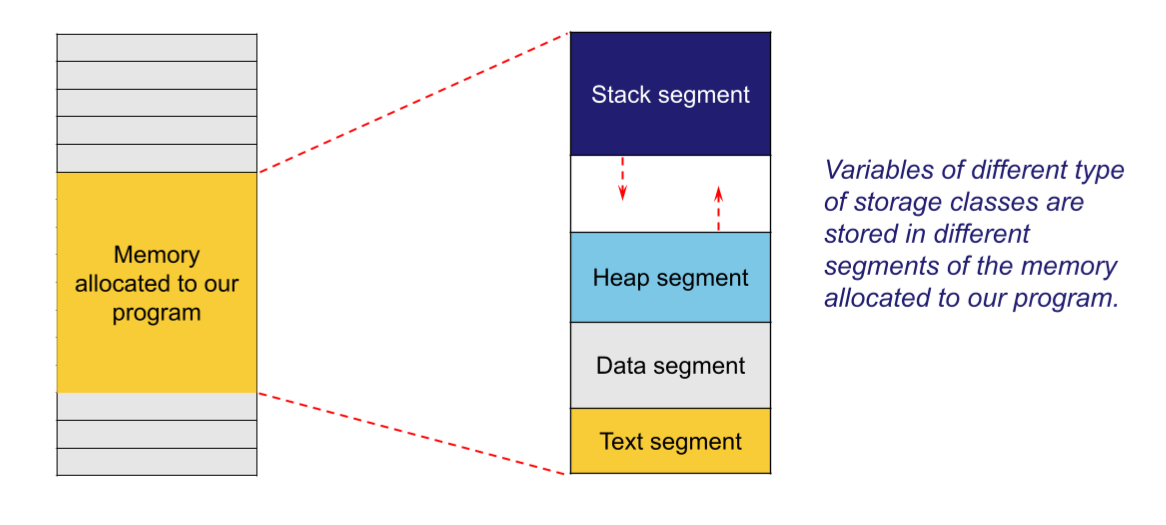 Memory
allocated to our
program
Stack segment
Heap segment
Data segment
Text segment
Variables of different type
of storage classes are
stored in different
segments of the memory
allocated to our program.